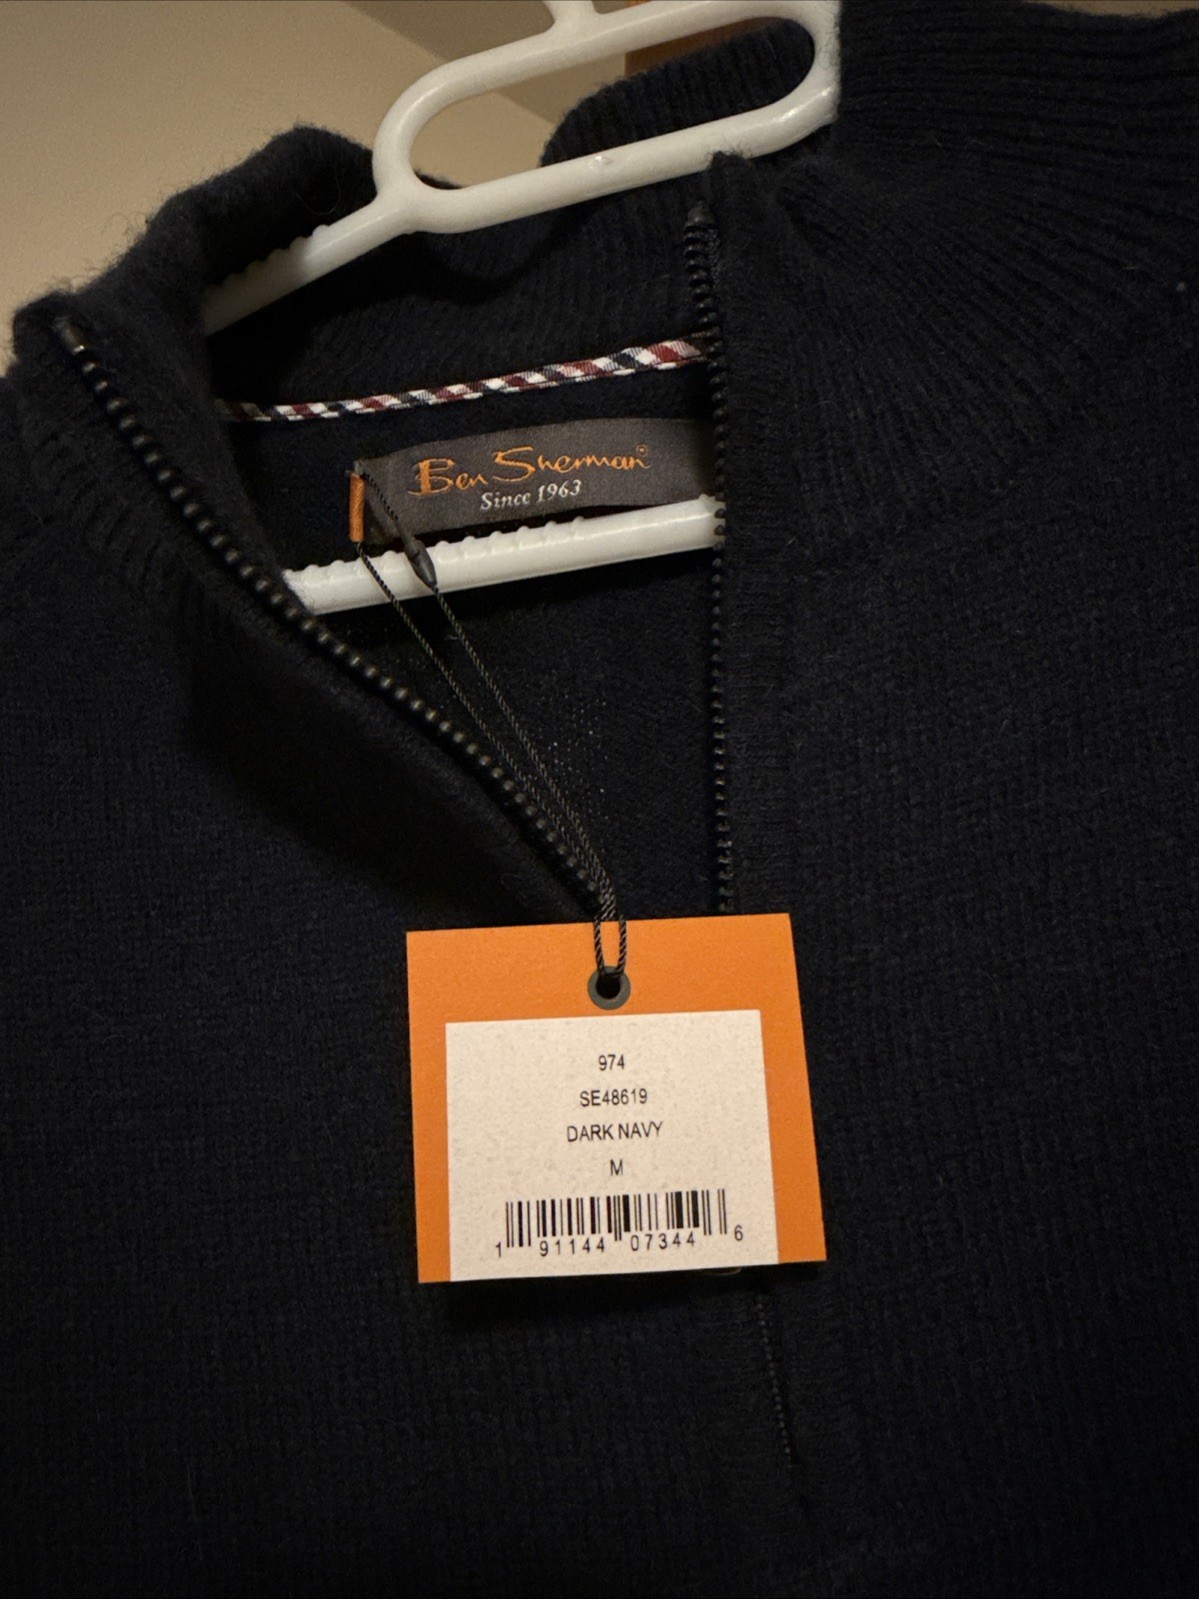 Ben Sherman®
Since 1963
974
SE48619
DARK NAVY
M
1 91144 07344 6